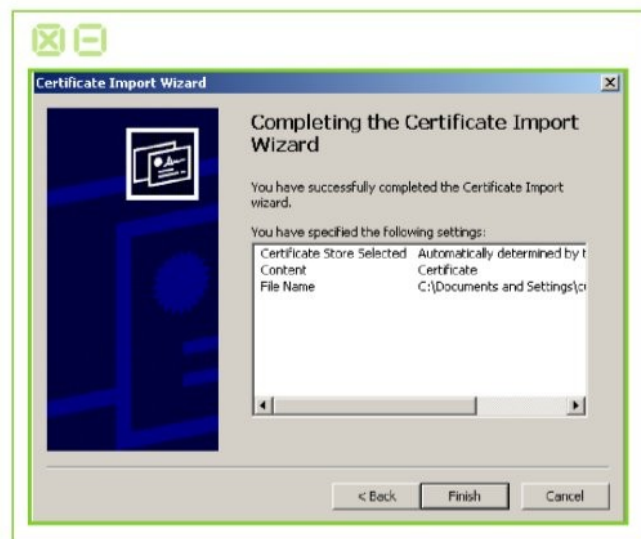 Certificate Import Wizard
Completing the Certificate Import
Wizard
You have successfully completed the Certificate Import
wizard.
You have specified the following settings:
Certificate Store Selected Automatically determined by t
Content Certificate
File Name C:\Documents and Settings\
< Back Finish Cancel